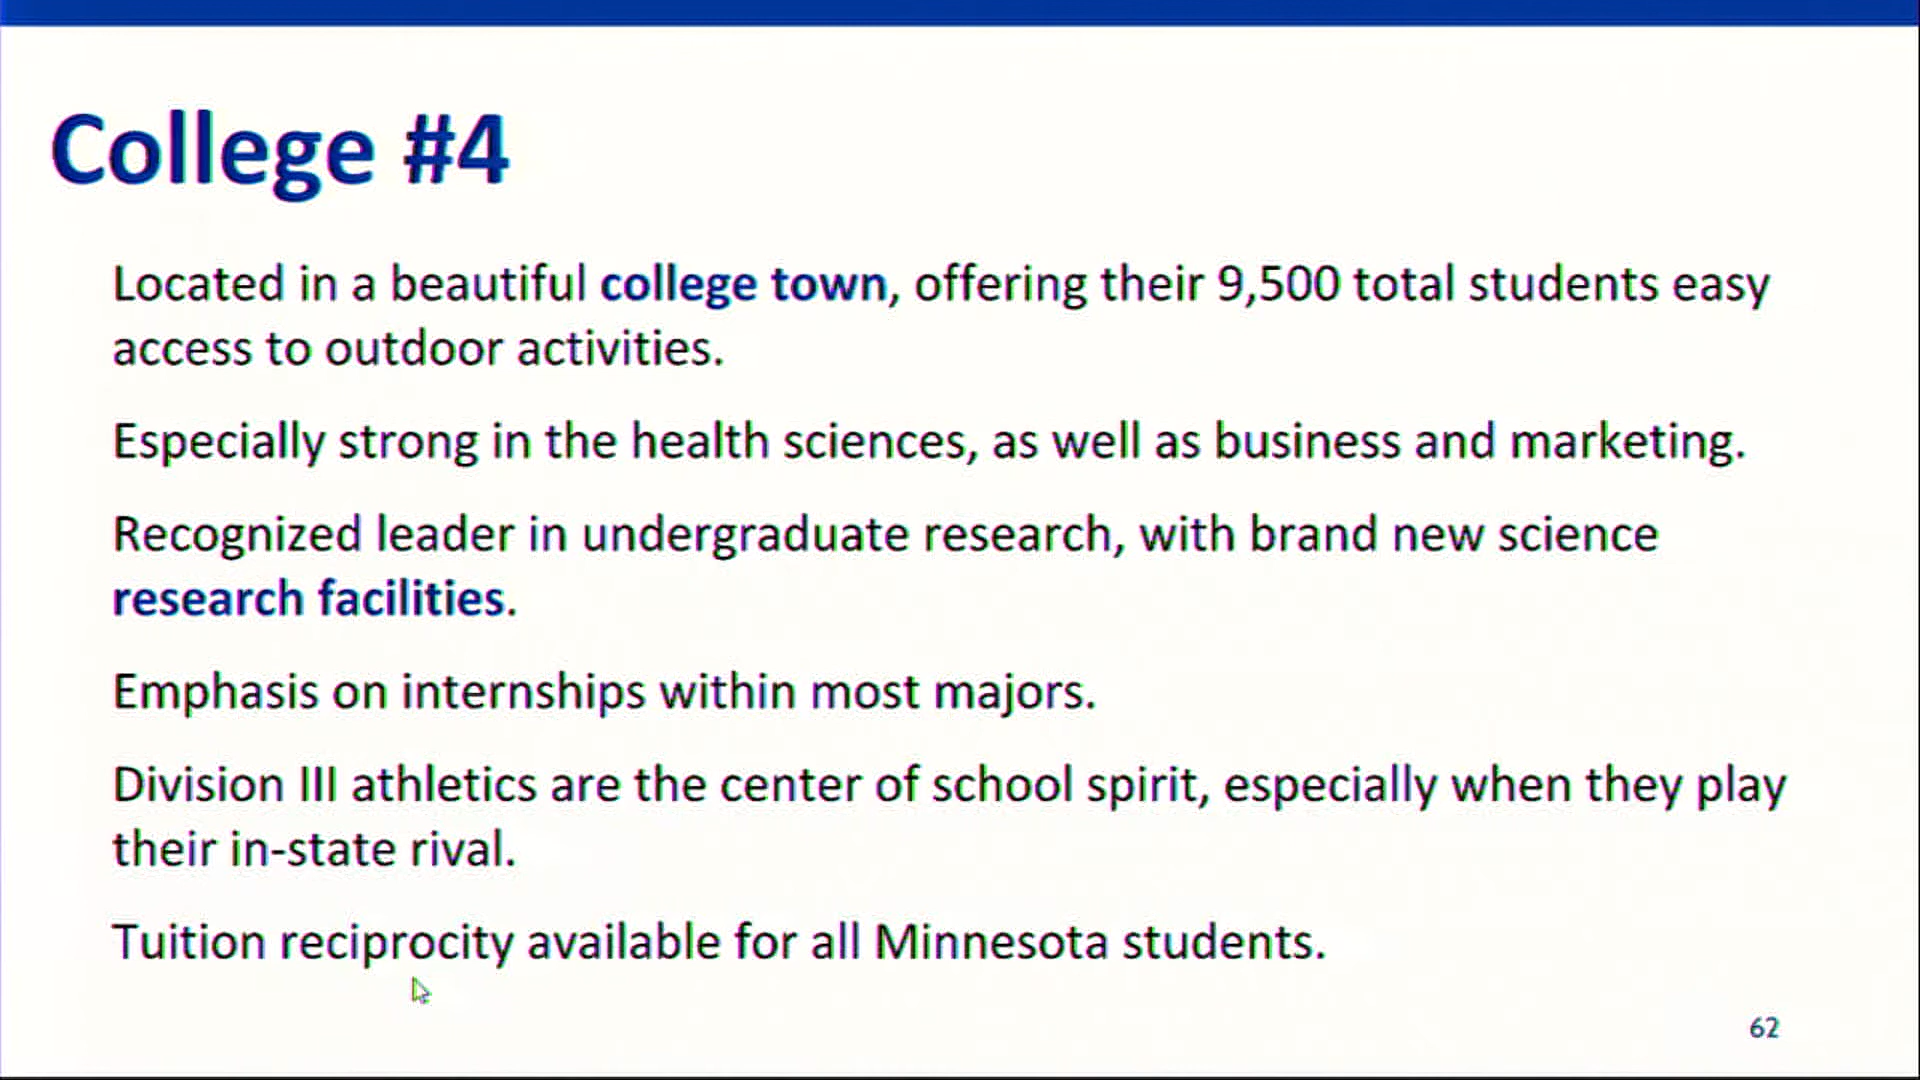 College #4
Located in a beautiful college town, offering their 9,500 total students easy
access to outdoor activities.
Especially strong in the health sciences, as well as business and marketing.
Recognized leader in undergraduate research, with brand new science
research facilities.
Emphasis on internships within most majors.
Division III athletics are the center of school spirit, especially when they play
their in-state rival.
Tuition reciprocity available for all Minnesota students.
62